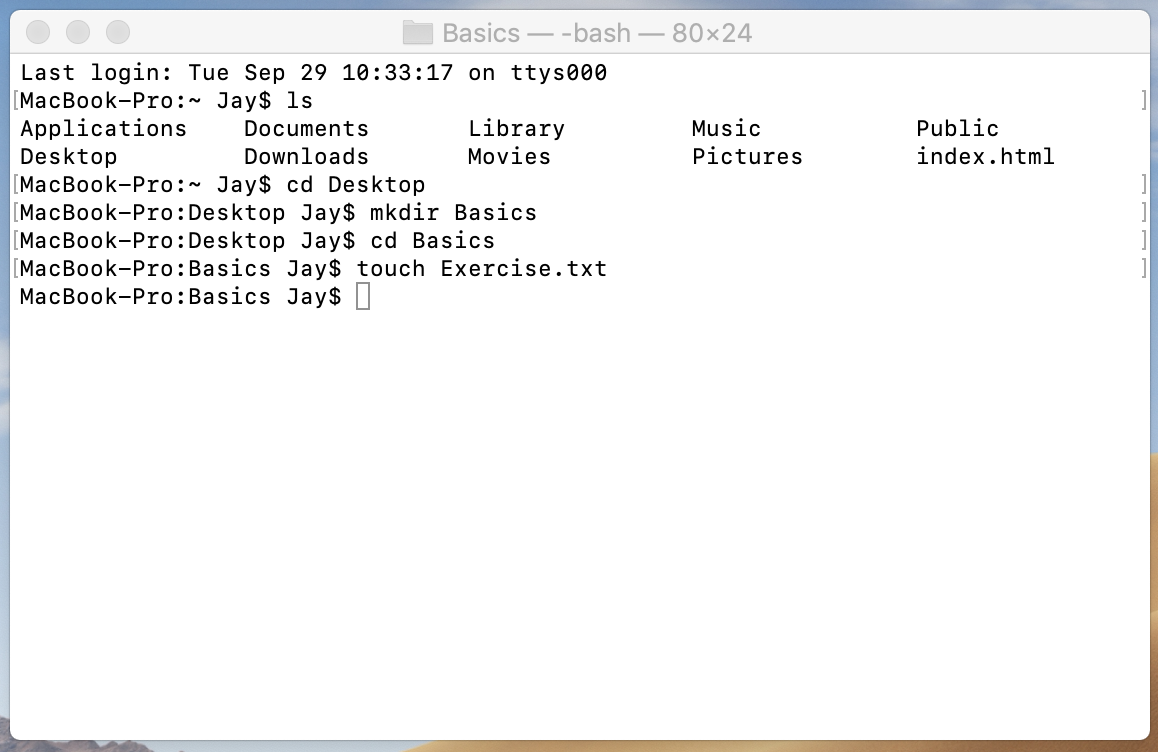 Basics — -bash — 80×24
Last login: Tue Sep 29 10:33:17 on ttys000
[MacBook-Pro:~ Jay$ ls ]
Applications Documents Library Music Public
Desktop Downloads Movies Pictures index.html
[MacBook-Pro:~ Jay$ cd Desktop ]
[MacBook-Pro:Desktop Jay$ mkdir Basics ]
[MacBook-Pro:Desktop Jay$ cd Basics ]
[MacBook-Pro:Basics Jay$ touch Exercise.txt ]
MacBook-Pro:Basics Jay$